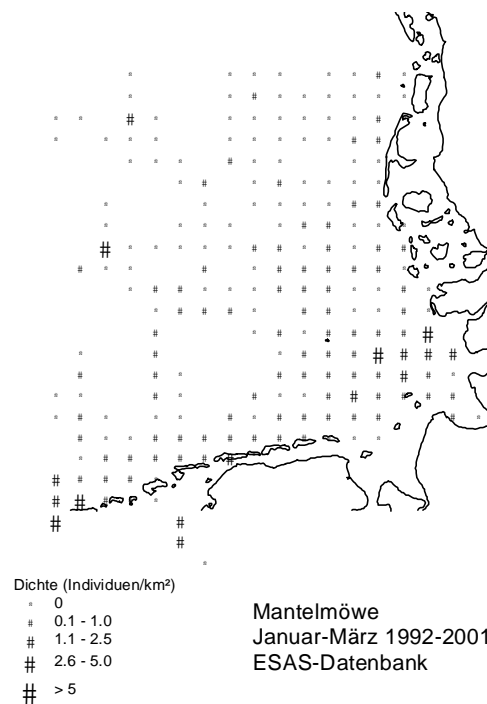 Dichte (Individuen/km²)
0
0.1 - 1.0
1.1 - 2.5
2.6 - 5.0
> 5
Mantelmöwe
Januar-März 1992-2001
ESAS-Datenbank